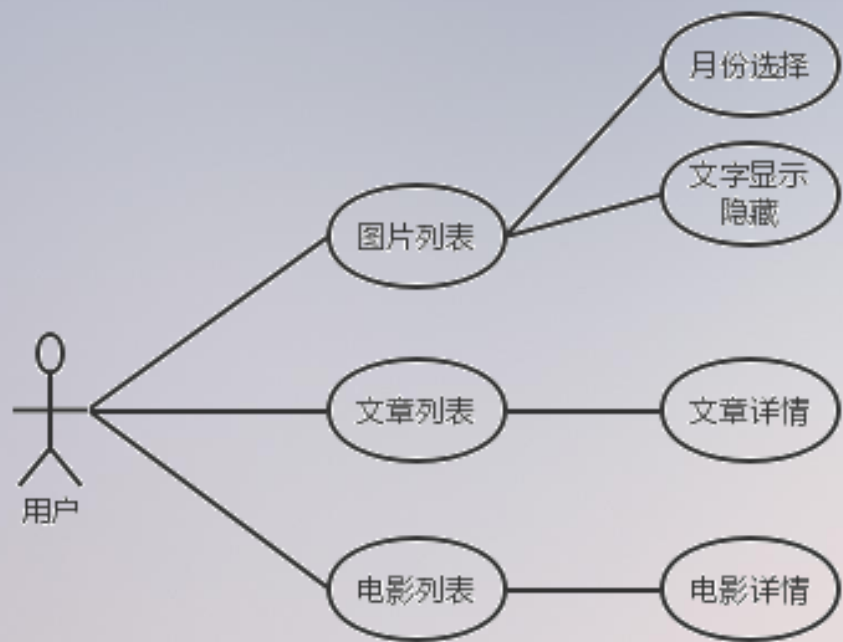 月份选择
文字显示
隐藏
图片列表
文章列表
文章详情
用户
电影列表
电影详情